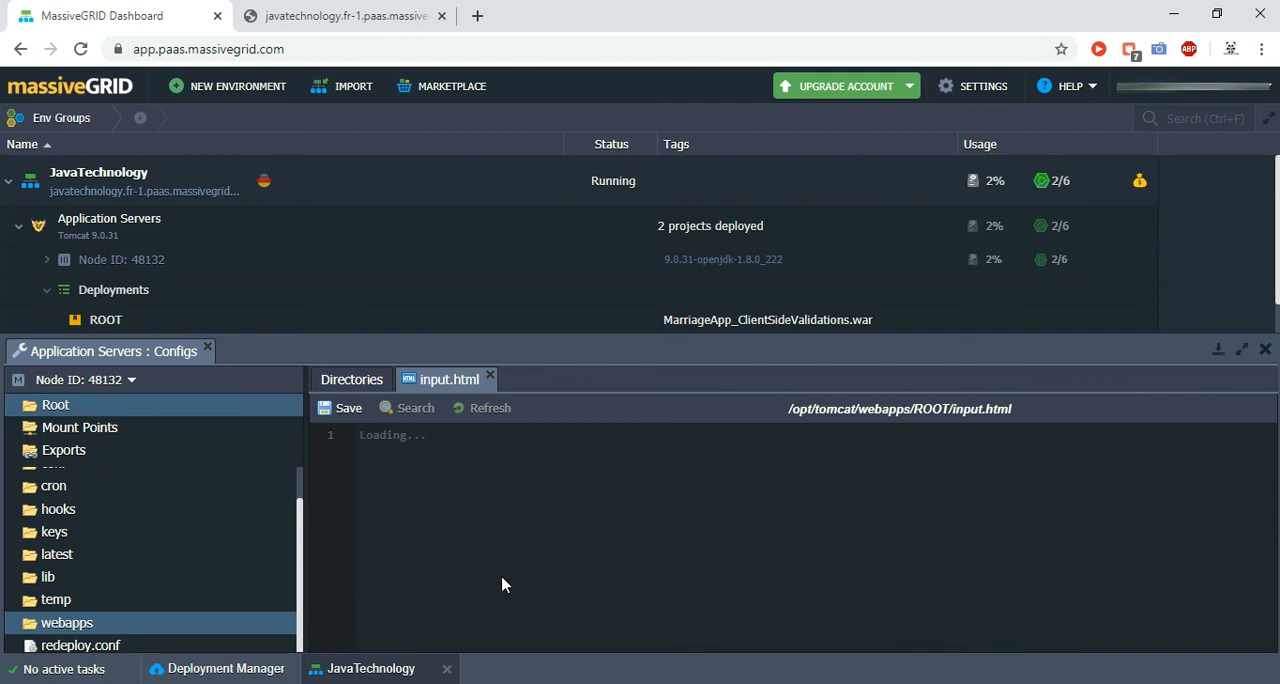 MassiveGRID Dashboard
javatechnology.fr-1.paas.massive
app.paas.massivegrid.com
7
ABP
massiveGRID
NEW ENVIRONMENT
IMPORT
MARKETPLACE
UPGRADE ACCOUNT
SETTINGS
HELP
Env Groups
Search (Ctrl+F)
Name
Status
Tags
Usage
JavaTechnology
javatechnology.fr-1.paas.massivegrid...
Running
2%
2/6
Application Servers
Tomcat 9.0.31
2 projects deployed
2%
2/6
Node ID: 48132
9.0.31-openjdk-1.8.0_222
2%
2/6
Deployments
ROOT
MarriageApp_ClientSideValidations.war
Application Servers : Configs
Node ID: 48132
Directories
input.html
Root
Save
Search
Refresh
/opt/tomcat/webapps/ROOT/input.html
Mount Points
1
Loading...
Exports
cron
hooks
keys
latest
lib
temp
webapps
redeploy.conf
No active tasks
Deployment Manager
JavaTechnology